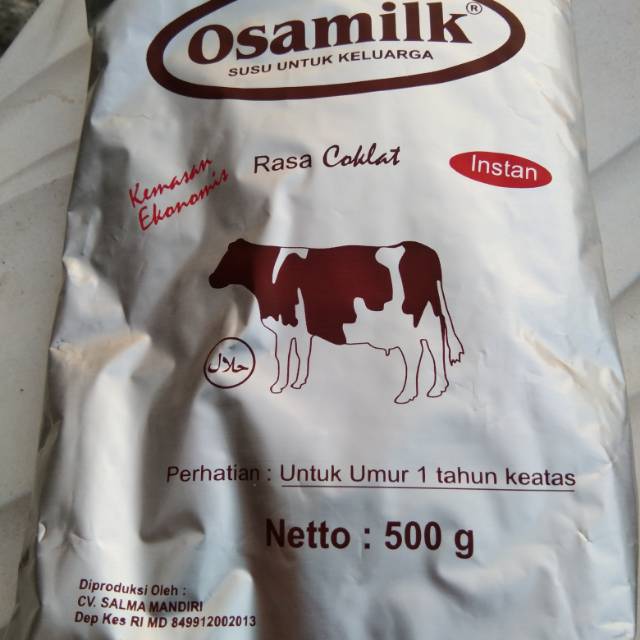 Osamilk®
SUSU UNTUK KELUARGA
Rasa Coklat
Instan
Kemasan
Ekonomis
حلال
Perhatian : Untuk Umur 1 tahun keatas
Netto : 500 g
Diproduksi Oleh :
CV. SALMA MANDIRI
Dep Kes RI MD 849912002013